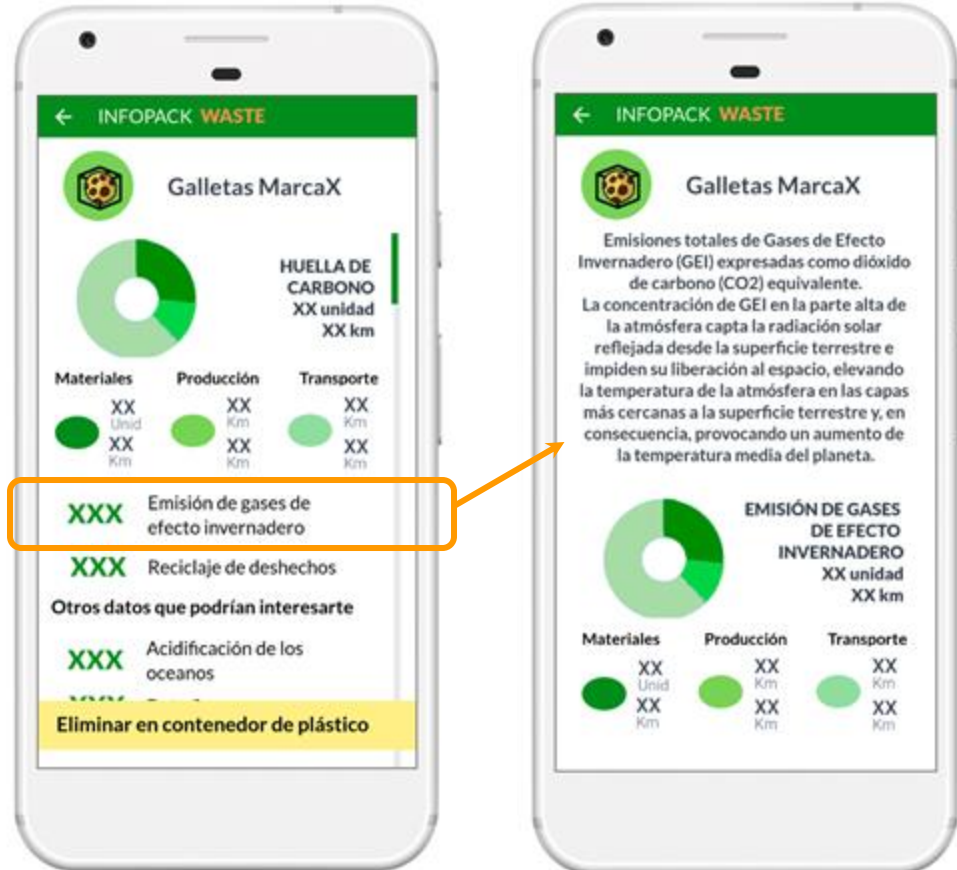 INFOPACK WASTE
Galletas MarcaX
HUELLA DE
CARBONO
XX unidad
XX km
Materiales Producción Transporte
XX XX XX
Unid Km Km
XX XX XX
Km Km Km
XXX Emisión de gases de
efecto invernadero
XXX Reciclaje de deshechos
Otros datos que podrían interesarte
XXX Acidificación de los
oceanos
Eliminar en contenedor de plástico
INFOPACK WASTE
Galletas MarcaX
Emisiones totales de Gases de Efecto
Invernadero (GEI) expresadas como dióxido
de carbono (CO2) equivalente.
La concentración de GEI en la parte alta de
la atmósfera capta la radiación solar
reflejada desde la superficie terrestre e
impiden su liberación al espacio, elevando
la temperatura de la atmósfera en las capas
más cercanas a la superficie terrestre y, en
consecuencia, provocando un aumento de
la temperatura media del planeta.
EMISIÓN DE GASES
DE EFECTO
INVERNADERO
XX unidad
XX km
Materiales Producción Transporte
XX XX XX
Unid Km Km
XX XX XX
Km Km Km